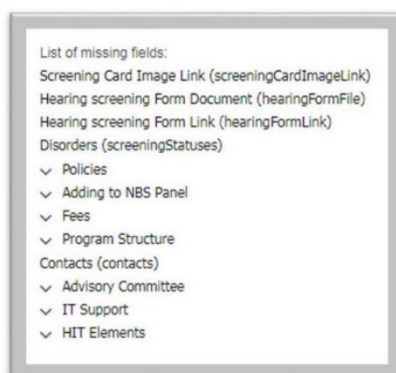 List of missing fields:
Screening Card Image Link (screeningCardImageLink)
Hearing screening Form Document (hearingFormFile)
Hearing screening Form Link (hearingFormLink)
Disorders (screeningStatuses)
Policies
Adding to NBS Panel
Fees
Program Structure
Contacts (contacts)
Advisory Committee
IT Support
HIT Elements